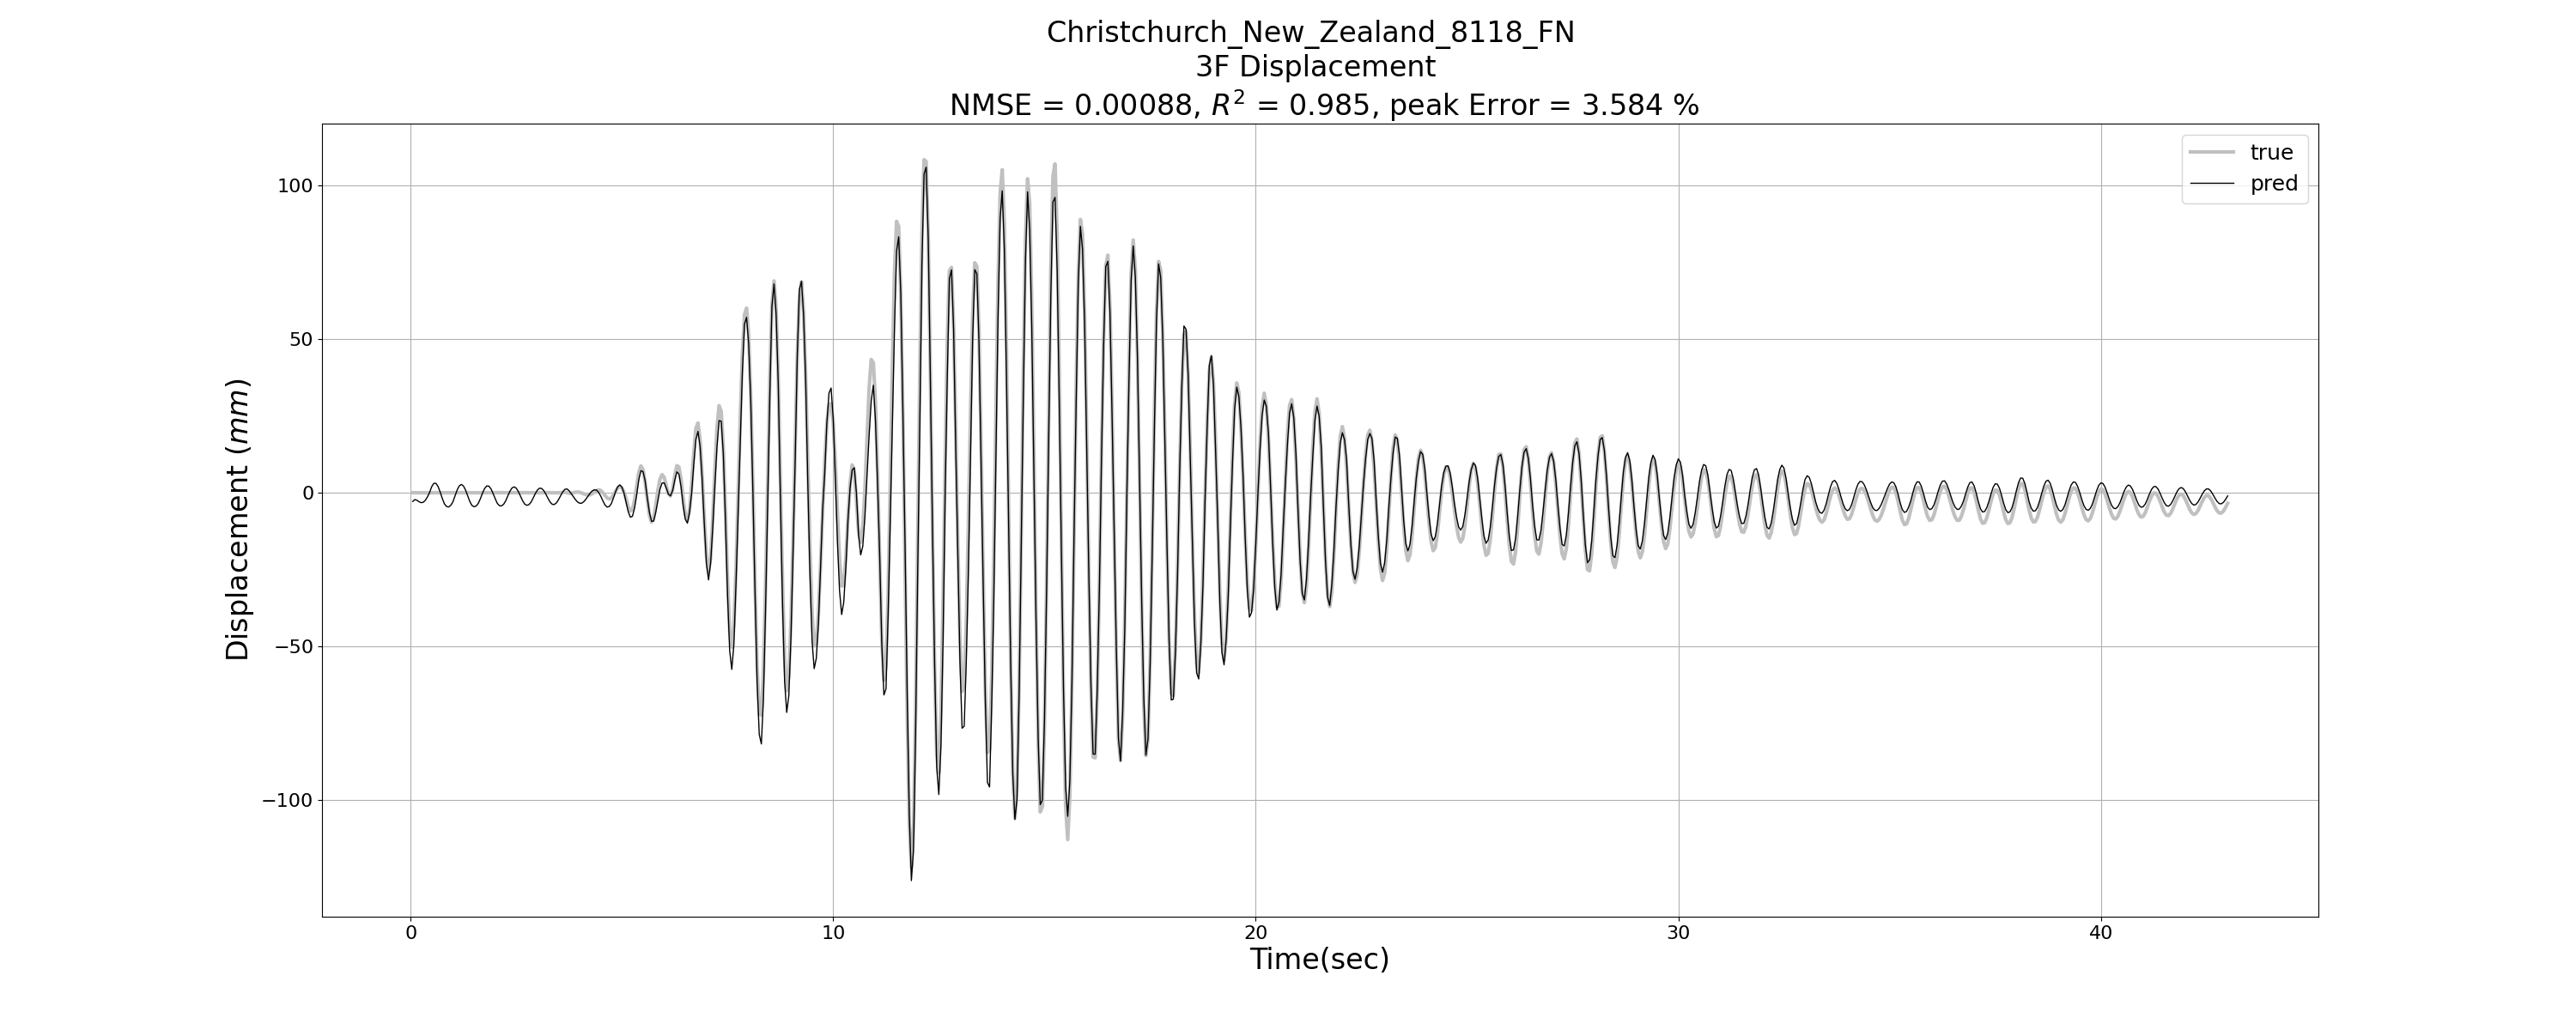 Christchurch_New_Zealand_8118_FN
3F Displacement
NMSE = 0.00088, R² = 0.985, peak Error = 3.584 %
true
pred
Displacement (mm)
100
50
0
−50
−100
0
10
20
30
40
Time(sec)